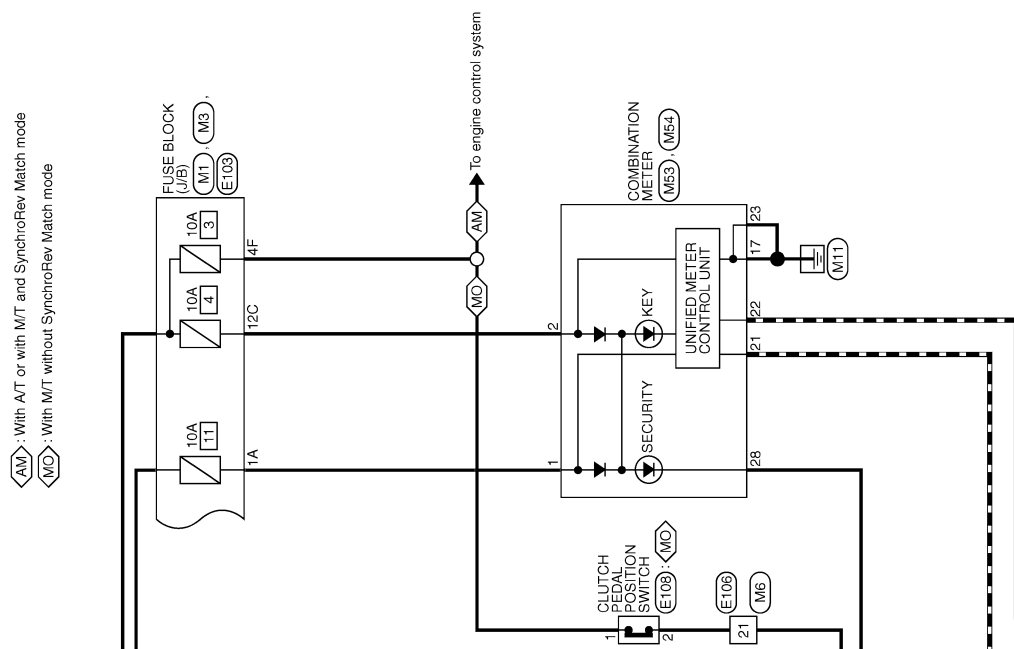 AM : With A/T or with M/T and SynchroRev Match mode
MO : With M/T without SynchroRev Match mode
FUSE BLOCK
(J/B)
M1 , M3 ,
E103
10A
3
4F
10A
4
12C
10A
11
1A
To engine control system
AM
MO
COMBINATION
METER
M53 , M54
2
1
KEY
SECURITY
UNIFIED METER
CONTROL UNIT
23
17
22
21
28
M11
CLUTCH
PEDAL
POSITION
SWITCH
E108 : MO
1
2
E106
M6
21